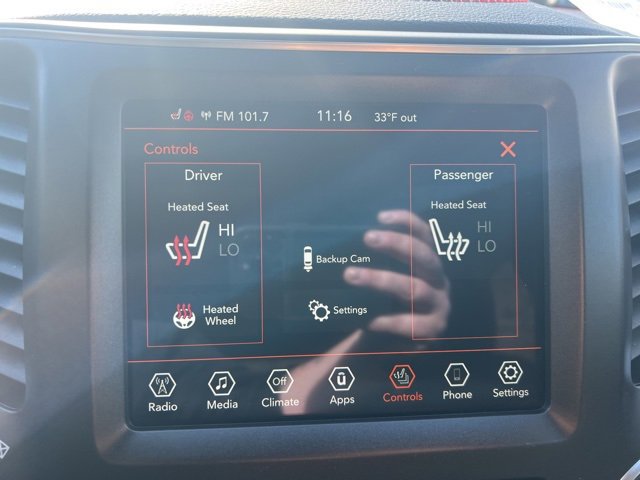 FM 101.7 11:16 33°F out
Controls
Driver
Heated Seat
HI
LO
Heated
Wheel
Backup Cam
Settings
Passenger
Heated Seat
HI
LO
Radio Media Off Climate ū Apps Controls Phone Settings